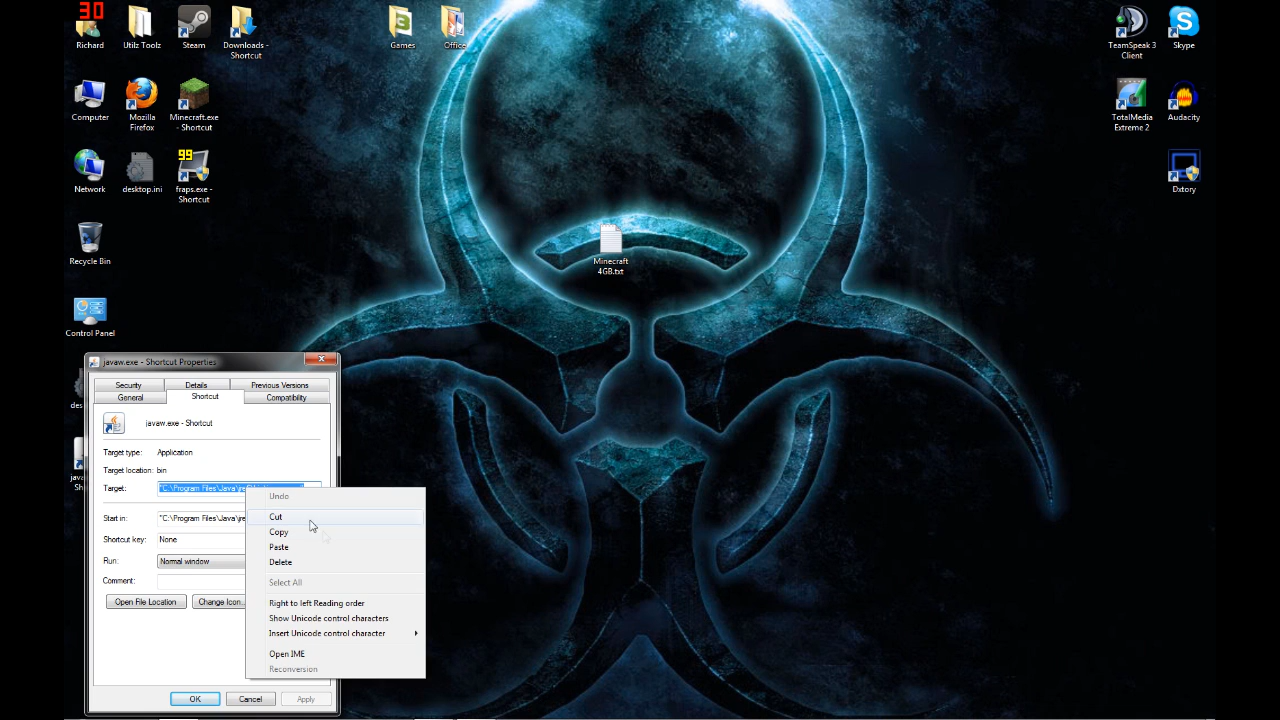 30
Richard
Utilz Toolz
Steam
Downloads -
Shortcut
3
Games
Office
TeamSpeak 3
Client
Skype
Computer
Mozilla
Firefox
Minecraft.exe
- Shortcut
TotalMedia
Extreme 2
Audacity
99
Network
desktop.ini
fraps.exe -
Shortcut
Dxtory
Recycle Bin
Minecraft
4GB.txt
Control Panel
javaw.exe - Shortcut Properties
Security
Details
Previous Versions
General
Shortcut
Compatibility
javaw.exe - Shortcut
Target type:
Application
Target location:
bin
Target:
"C:\Program Files\Java\
Start in:
"C:\Program Files\Java\
Shortcut key:
None
Run:
Normal window
Comment:
Open File Location
Change Icon..
OK
Cancel
Apply
Undo
Cut
Copy
Paste
Delete
Select All
Right to left Reading order
Show Unicode control characters
Insert Unicode control character
Open IME
Reconversion